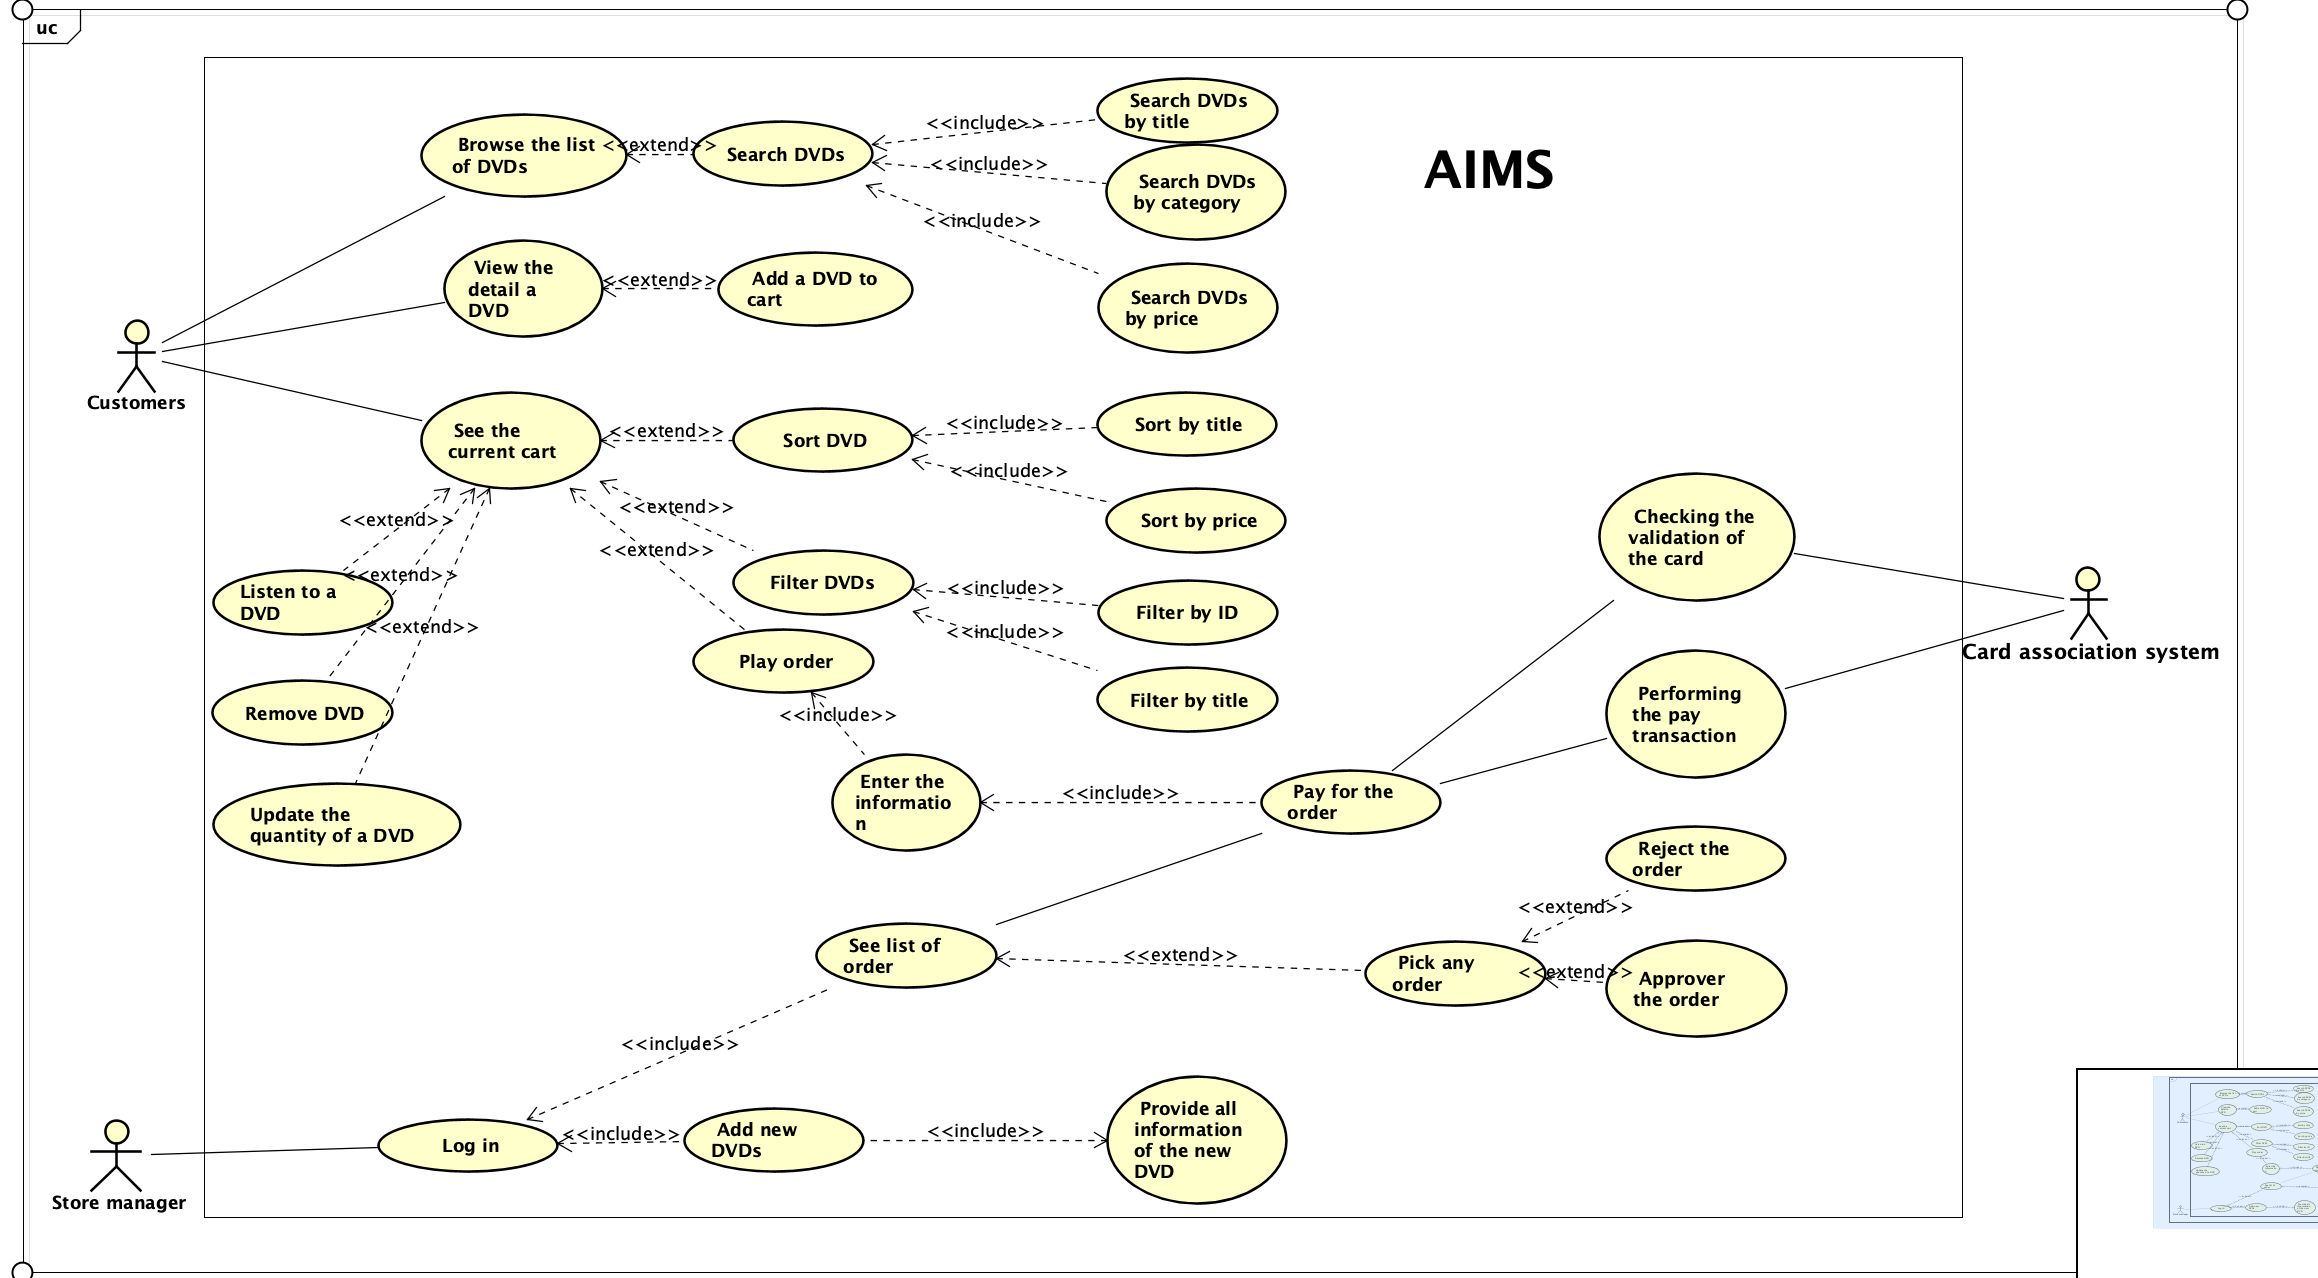 uc
AIMS
Browse the list
of DVDs
<<extend>>
Search DVDs
<<include>>
Search DVDs
by title
<<include>>
Search DVDs
by category
<<include>>
Search DVDs
by price
View the
detail a
DVD
<<extend>>
Add a DVD to
cart
Customers
See the
current cart
<<extend>>
Sort DVD
<<include>>
Sort by title
<<include>>
Sort by price
<<extend>>
<<extend>>
<<extend>>
<<extend>>
<<extend>>
Listen to a
DVD
Filter DVDs
<<include>>
Filter by ID
<<include>>
Filter by title
Play order
Remove DVD
<<include>>
Update the
quantity of a DVD
Enter the
informatio
n
<<include>>
Pay for the
order
Checking the
validation of
the card
Performing
the pay
transaction
Card association system
Reject the
order
<<extend>>
See list of
order
<<extend>>
Pick any
order
<<extend>>
Approver
the order
<<include>>
Store manager
Log in
<<include>>
Add new
DVDs
<<include>>
Provide all
information
of the new
DVD